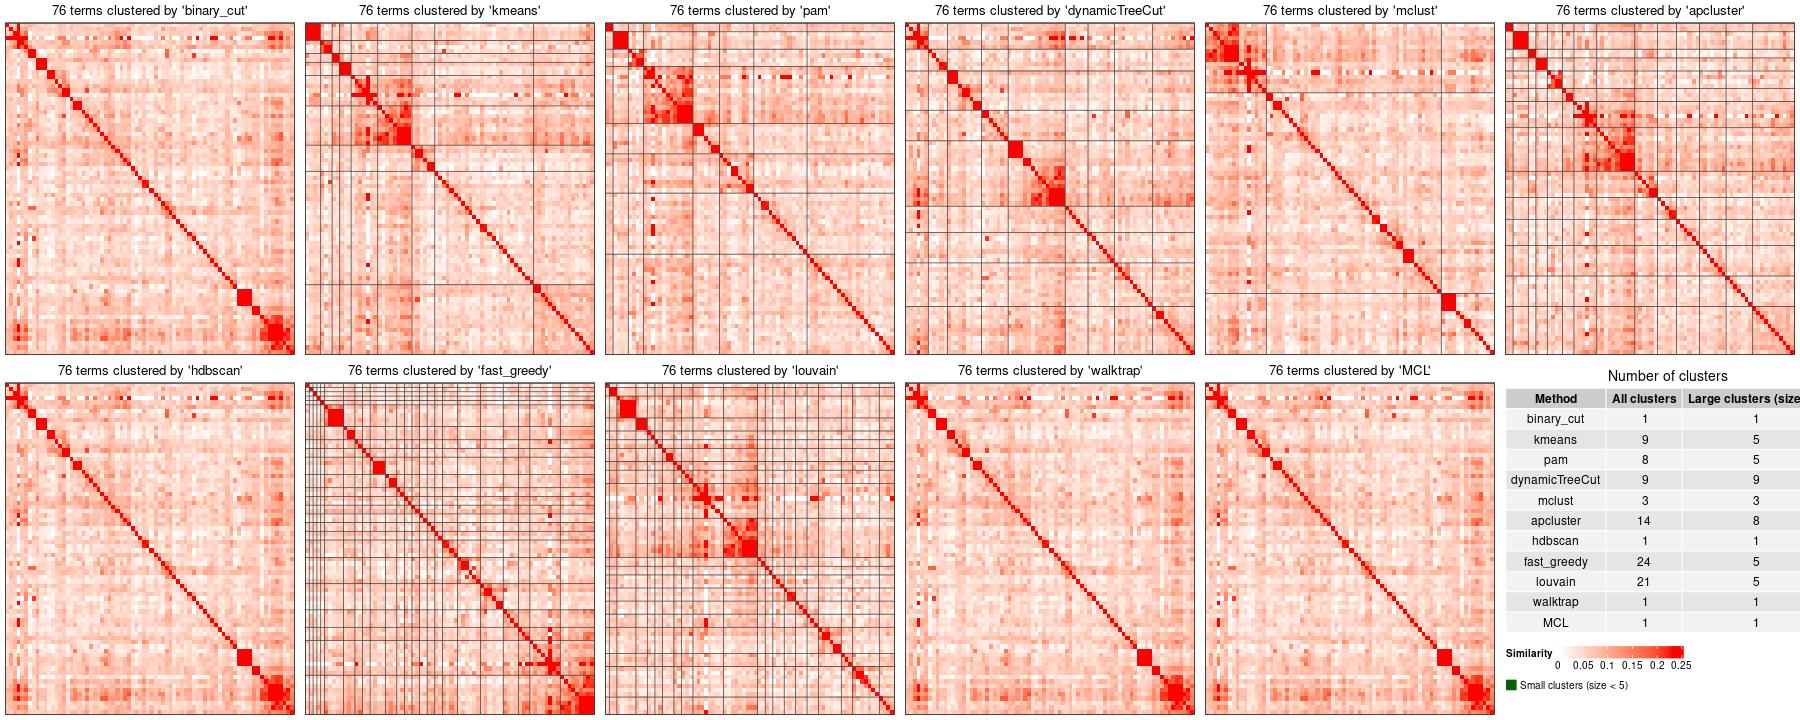 76 terms clustered by 'binary_cut'
76 terms clustered by 'kmeans'
76 terms clustered by 'pam'
76 terms clustered by 'dynamicTreeCut'
76 terms clustered by 'mclust'
76 terms clustered by 'apcluster'
76 terms clustered by 'hdbscan'
76 terms clustered by 'fast_greedy'
76 terms clustered by 'louvain'
76 terms clustered by 'walktrap'
76 terms clustered by 'MCL'
Number of clusters
Method All clusters Large clusters (size
binary_cut 1 1
kmeans 9 5
pam 8 5
dynamicTreeCut 9 9
mclust 3 3
apcluster 14 8
hdbscan 1 1
fast_greedy 24 5
louvain 21 5
walktrap 1 1
MCL 1 1
Similarity
0 0.05 0.1 0.15 0.2 0.25
Small clusters (size < 5)